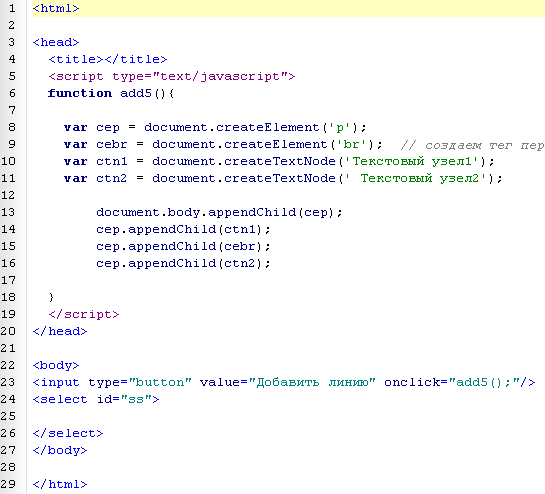 1 <html>
2
3 <head>
4   <title></title>
5   <script type="text/javascript">
6   function add5(){
7
8     var cep = document.createElement('p');
9     var cebr = document.createElement('br');  // создаем тег пер
10     var ctn1 = document.createTextNode('Текстовый узел1');
11     var ctn2 = document.createTextNode(' Текстовый узел2');
12
13         document.body.appendChild(cep);
14         cep.appendChild(ctn1);
15         cep.appendChild(cebr);
16         cep.appendChild(ctn2);
17
18   }
19   </script>
20 </head>
21
22 <body>
23 <input type="button" value="Добавить линию" onclick="add5();"/>
24 <select id="ss">
25
26 </select>
27 </body>
28
29 </html>